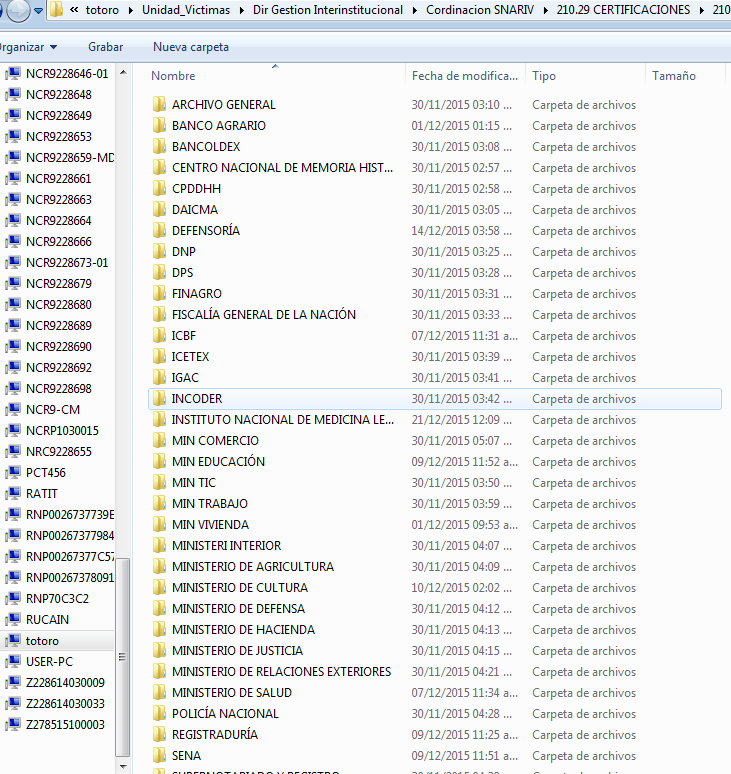 « totoro ▸ Unidad_Victimas ▸ Dir Gestion Interinstitucional ▸ Cordinacion SNARIV ▸ 210.29 CERTIFICACIONES ▸ 210
rganizar Grabar Nueva carpeta
Nombre Fecha de modifica... Tipo Tamaño
NCR9228646-01
NCR9228648
NCR9228649
NCR9228653
NCR9228659-MD
NCR9228661
NCR9228663
NCR9228664
NCR9228666
NCR9228673-01
NCR9228679
NCR9228680
NCR9228689
NCR9228690
NCR9228692
NCR9228698
NCR9-CM
NCRP1030015
NRC9228655
PCT456
RATIT
RNP0026737739E
RNP00267377984
RNP00267377C57
RNP00267378091
RNP70C3C2
RUCAIN
totoro
USER-PC
Z228614030009
Z228614030033
Z278515100003
ARCHIVO GENERAL 30/11/2015 03:10 ... Carpeta de archivos
BANCO AGRARIO 01/12/2015 01:15 ... Carpeta de archivos
BANCOLDEX 30/11/2015 03:08 ... Carpeta de archivos
CENTRO NACIONAL DE MEMORIA HIST... 30/11/2015 02:57 ... Carpeta de archivos
CPDDHH 30/11/2015 02:58 ... Carpeta de archivos
DAICMA 30/11/2015 03:05 ... Carpeta de archivos
DEFENSORÍA 14/12/2015 03:58 ... Carpeta de archivos
DNP 30/11/2015 03:25 ... Carpeta de archivos
DPS 30/11/2015 03:28 ... Carpeta de archivos
FINAGRO 30/11/2015 03:31 ... Carpeta de archivos
FISCALÍA GENERAL DE LA NACIÓN 30/11/2015 03:33 ... Carpeta de archivos
ICBF 07/12/2015 11:31 a... Carpeta de archivos
ICETEX 30/11/2015 03:39 ... Carpeta de archivos
IGAC 30/11/2015 03:41 ... Carpeta de archivos
INCODER 30/11/2015 03:42 ... Carpeta de archivos
INSTITUTO NACIONAL DE MEDICINA LE... 21/12/2015 12:09 ... Carpeta de archivos
MIN COMERCIO 30/11/2015 05:07 ... Carpeta de archivos
MIN EDUCACIÓN 09/12/2015 11:52 a... Carpeta de archivos
MIN TIC 30/11/2015 03:50 ... Carpeta de archivos
MIN TRABAJO 30/11/2015 03:59 ... Carpeta de archivos
MIN VIVIENDA 01/12/2015 09:53 a... Carpeta de archivos
MINISTERI INTERIOR 30/11/2015 04:07 ... Carpeta de archivos
MINISTERIO DE AGRICULTURA 30/11/2015 04:09 ... Carpeta de archivos
MINISTERIO DE CULTURA 10/12/2015 02:02 ... Carpeta de archivos
MINISTERIO DE DEFENSA 30/11/2015 04:12 ... Carpeta de archivos
MINISTERIO DE HACIENDA 30/11/2015 04:13 ... Carpeta de archivos
MINISTERIO DE JUSTICIA 30/11/2015 04:15 ... Carpeta de archivos
MINISTERIO DE RELACIONES EXTERIORES 30/11/2015 04:21 ... Carpeta de archivos
MINISTERIO DE SALUD 07/12/2015 11:34 a... Carpeta de archivos
POLICÍA NACIONAL 30/11/2015 04:28 ... Carpeta de archivos
REGISTRADURÍA 09/12/2015 11:25 a... Carpeta de archivos
SENA 09/12/2015 11:51 a... Carpeta de archivos